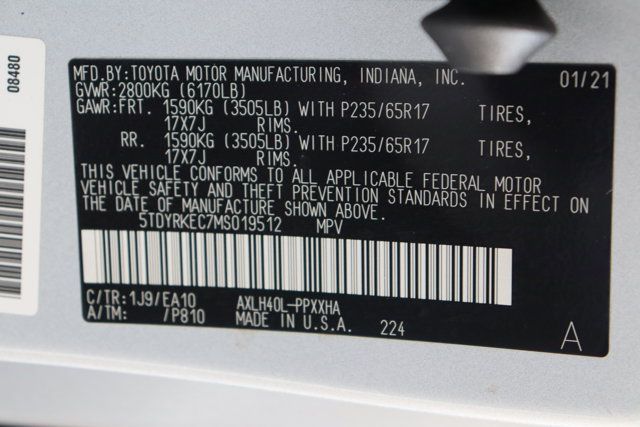 08480
MFD.BY:TOYOTA MOTOR MANUFACTURING, INDIANA, INC. 01/21
GVWR:2800KG (6170LB)
GAWR:FRT. 1590KG (3505LB) WITH P235/65R17 TIRES,
17X7J RIMS.
RR. 1590KG (3505LB) WITH P235/65R17 TIRES,
17X7J RIMS.
THIS VEHICLE CONFORMS TO ALL APPLICABLE FEDERAL MOTOR
VEHICLE SAFETY AND THEFT PREVENTION STANDARDS IN EFFECT ON
THE DATE OF MANUFACTURE SHOWN ABOVE.
5TDYRKEC7MS019512 MPV
C/TR:1J9/EA10 AXLH40L-PPXXHA
A/TM: /P810 MADE IN U.S.A. 224 A